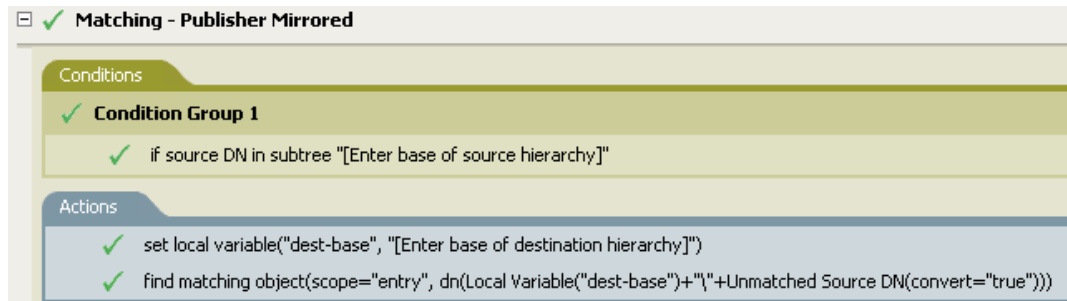 Matching - Publisher Mirrored
Conditions
Condition Group 1
if source DN in subtree "[Enter base of source hierarchy]"
Actions
set local variable("dest-base", "[Enter base of destination hierarchy]")
find matching object(scope="entry", dn(Local Variable("dest-base")+"\"+Unmatched Source DN(convert="true")))